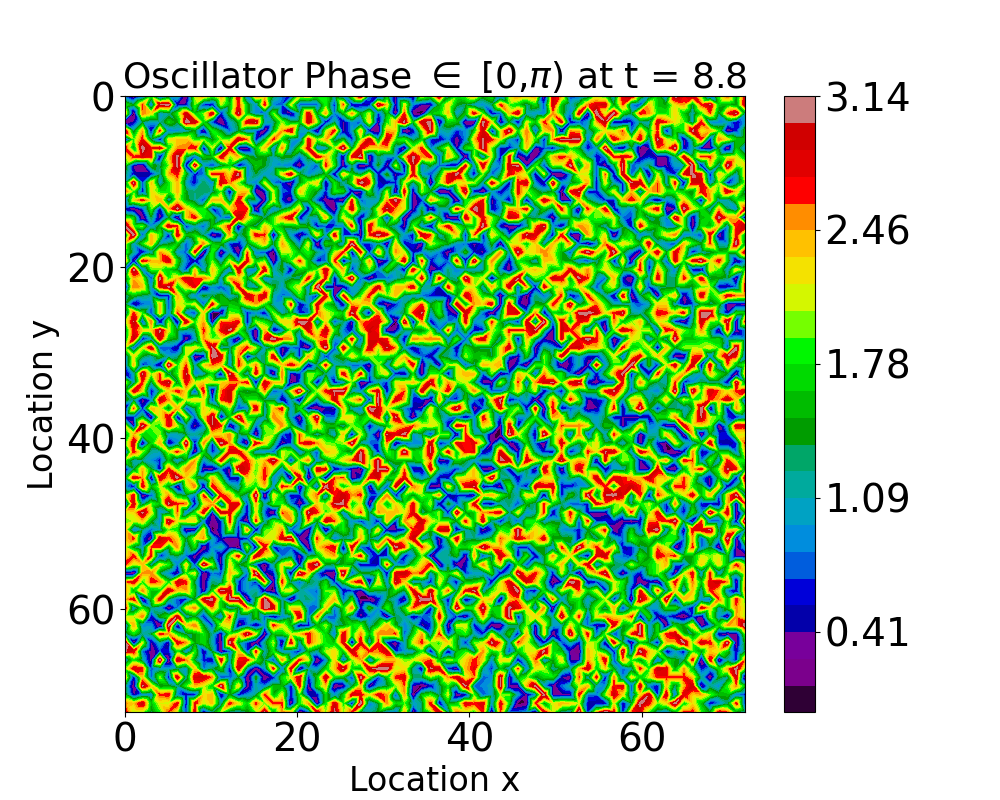 Oscillator Phase ∈ [0,π) at t = 8.8
0
20
40
60
Location y
0 20 40 60
Location x
3.14
2.46
1.78
1.09
0.41